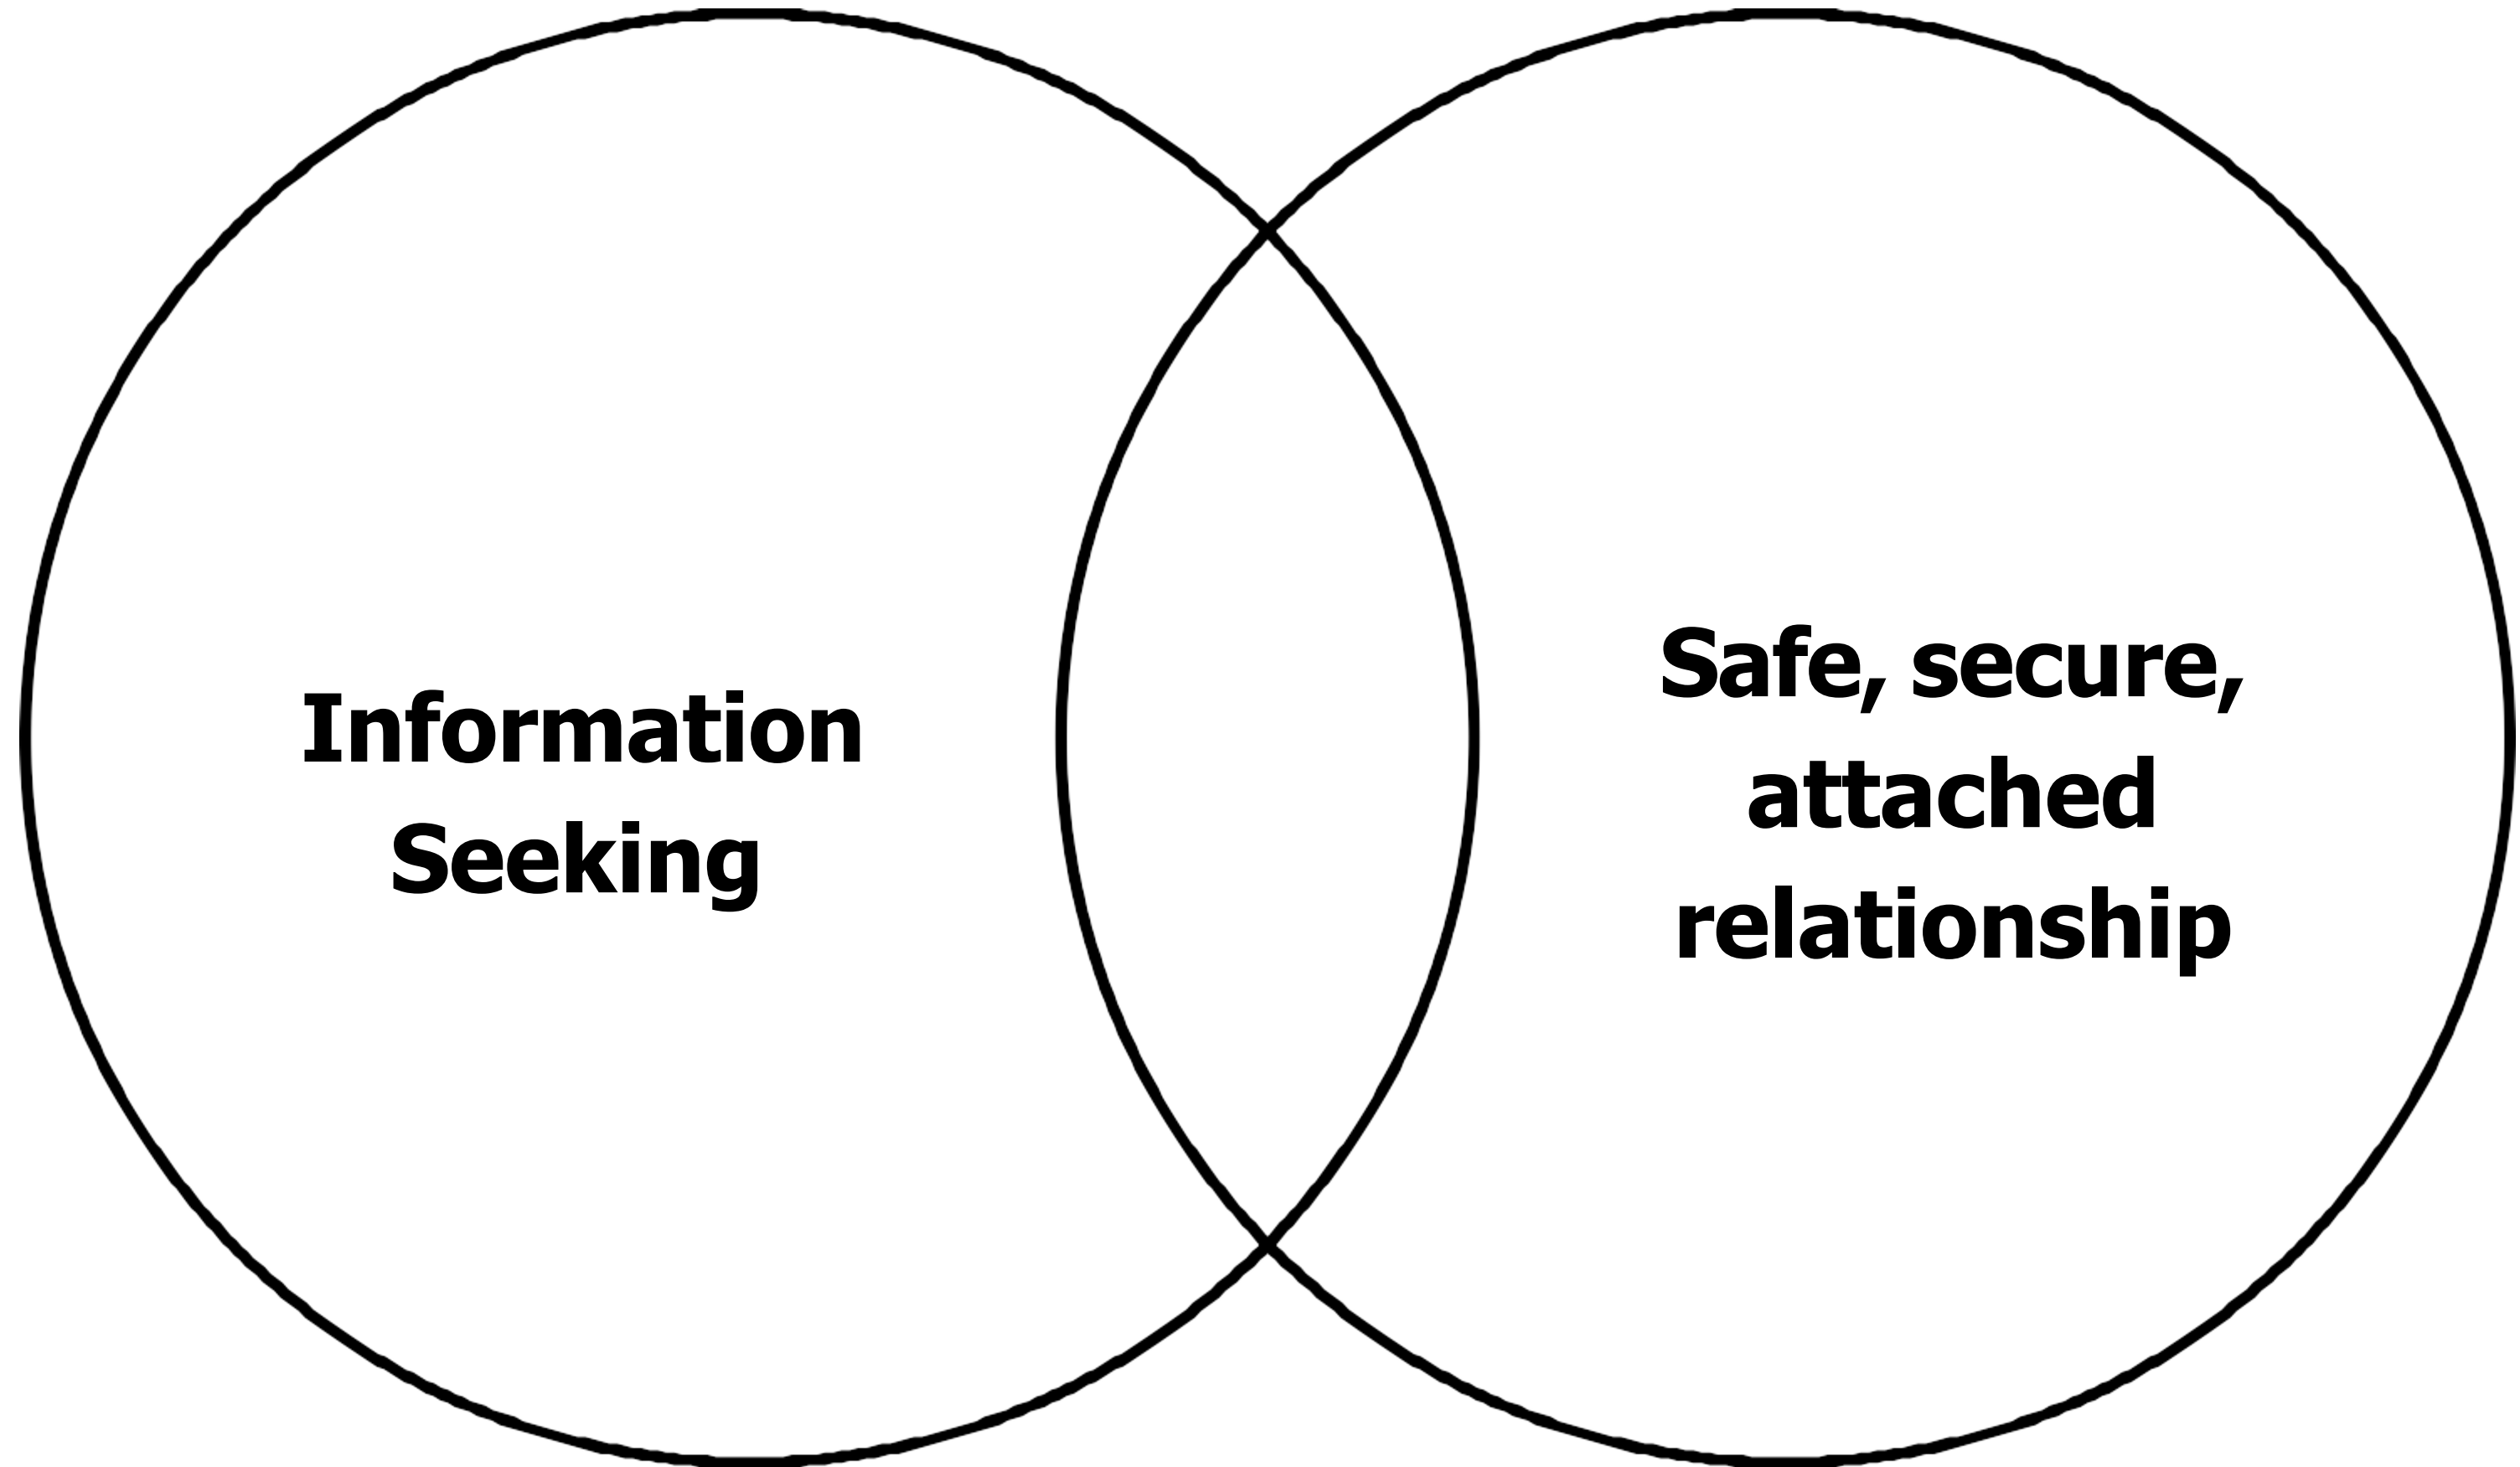 Information
Seeking
Safe, secure,
attached
relationship